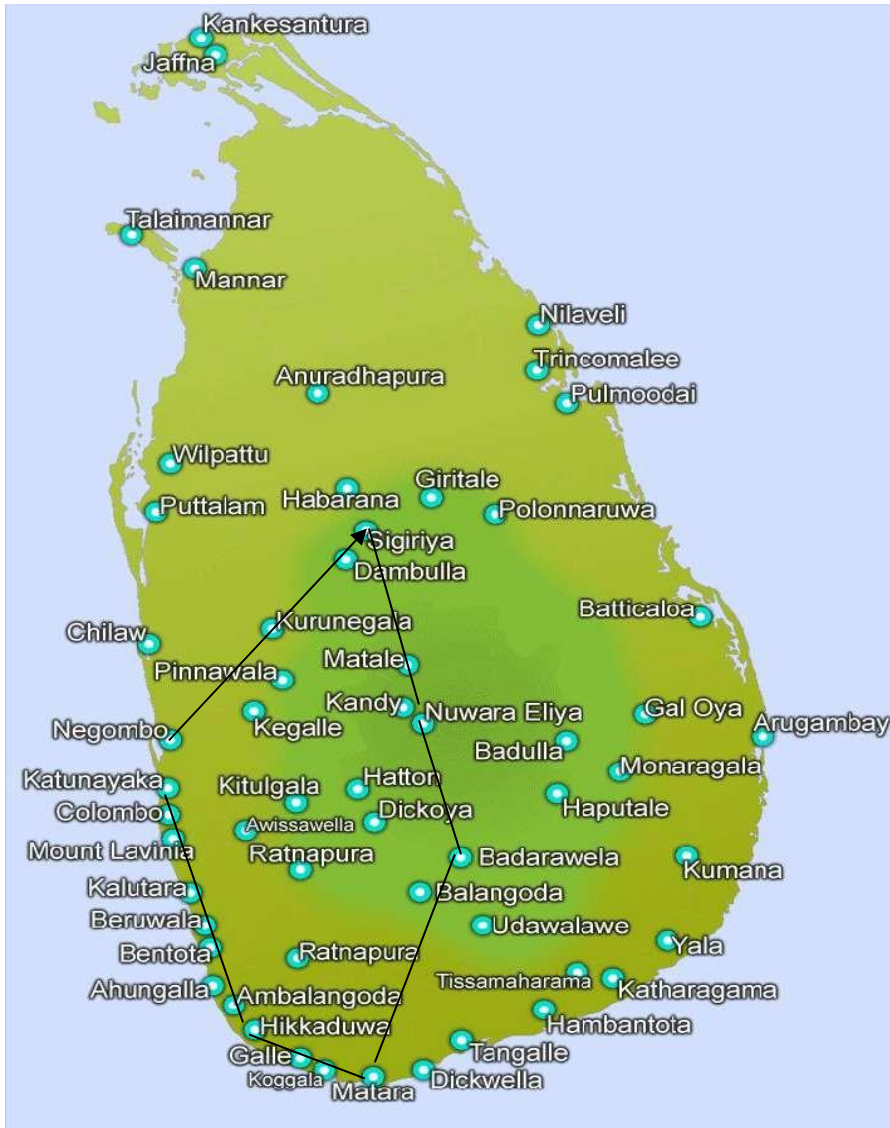 Kankesantura
Jaffna
Talaimannar
Mannar
Nilaveli
Trincomalee
Anuradhapura
Pulmoodai
Wilpattu
Giritale
Habarana
Puttalam
Polonnaruwa
Sigiriya
Dambulla
Batticaloa
Kurunegala
Chilaw
Matale
Pinnawala
Kandy
Nuwara Eliya
Gal Oya
Arugambay
Kegalle
Negombo
Badulla
Monaragala
Katunayaka
Hatton
Kitulgala
Haputale
Colombo
Dickoya
Awissawella
Mount Lavinia
Ratnapura
Badarawela
Kumana
Kalutara
Balangoda
Beruwala
Udawalawe
Yala
Bentota
Ratnapura
Tissamaharama
Ahungalla
Ambalangoda
Katharagama
Hikkaduwa
Hambantota
Galle
Tangalle
Koggala
Matara
Dickwella